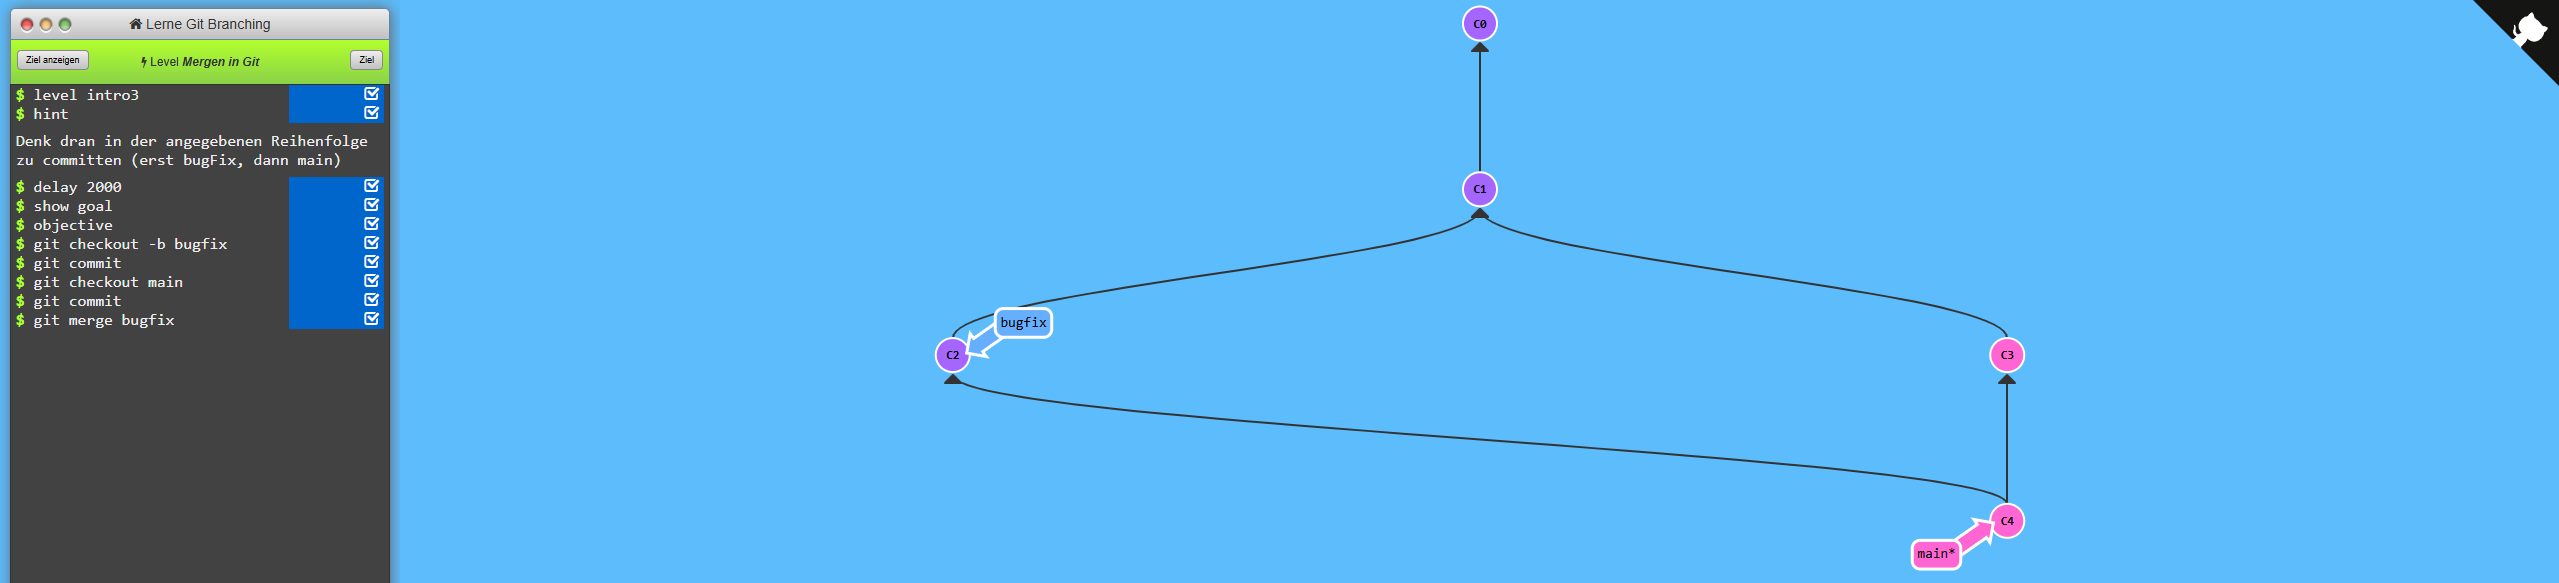 Lerne Git Branching
Ziel anzeigen
Level Mergen in Git
Ziel
$ level intro3
$ hint
Denk dran in der angegebenen Reihenfolge
zu committen (erst bugFix, dann main)
$ delay 2000
$ show goal
$ objective
$ git checkout -b bugfix
$ git commit
$ git checkout main
$ git commit
$ git merge bugfix
C0
C1
bugfix
C2
C3
C4
main*